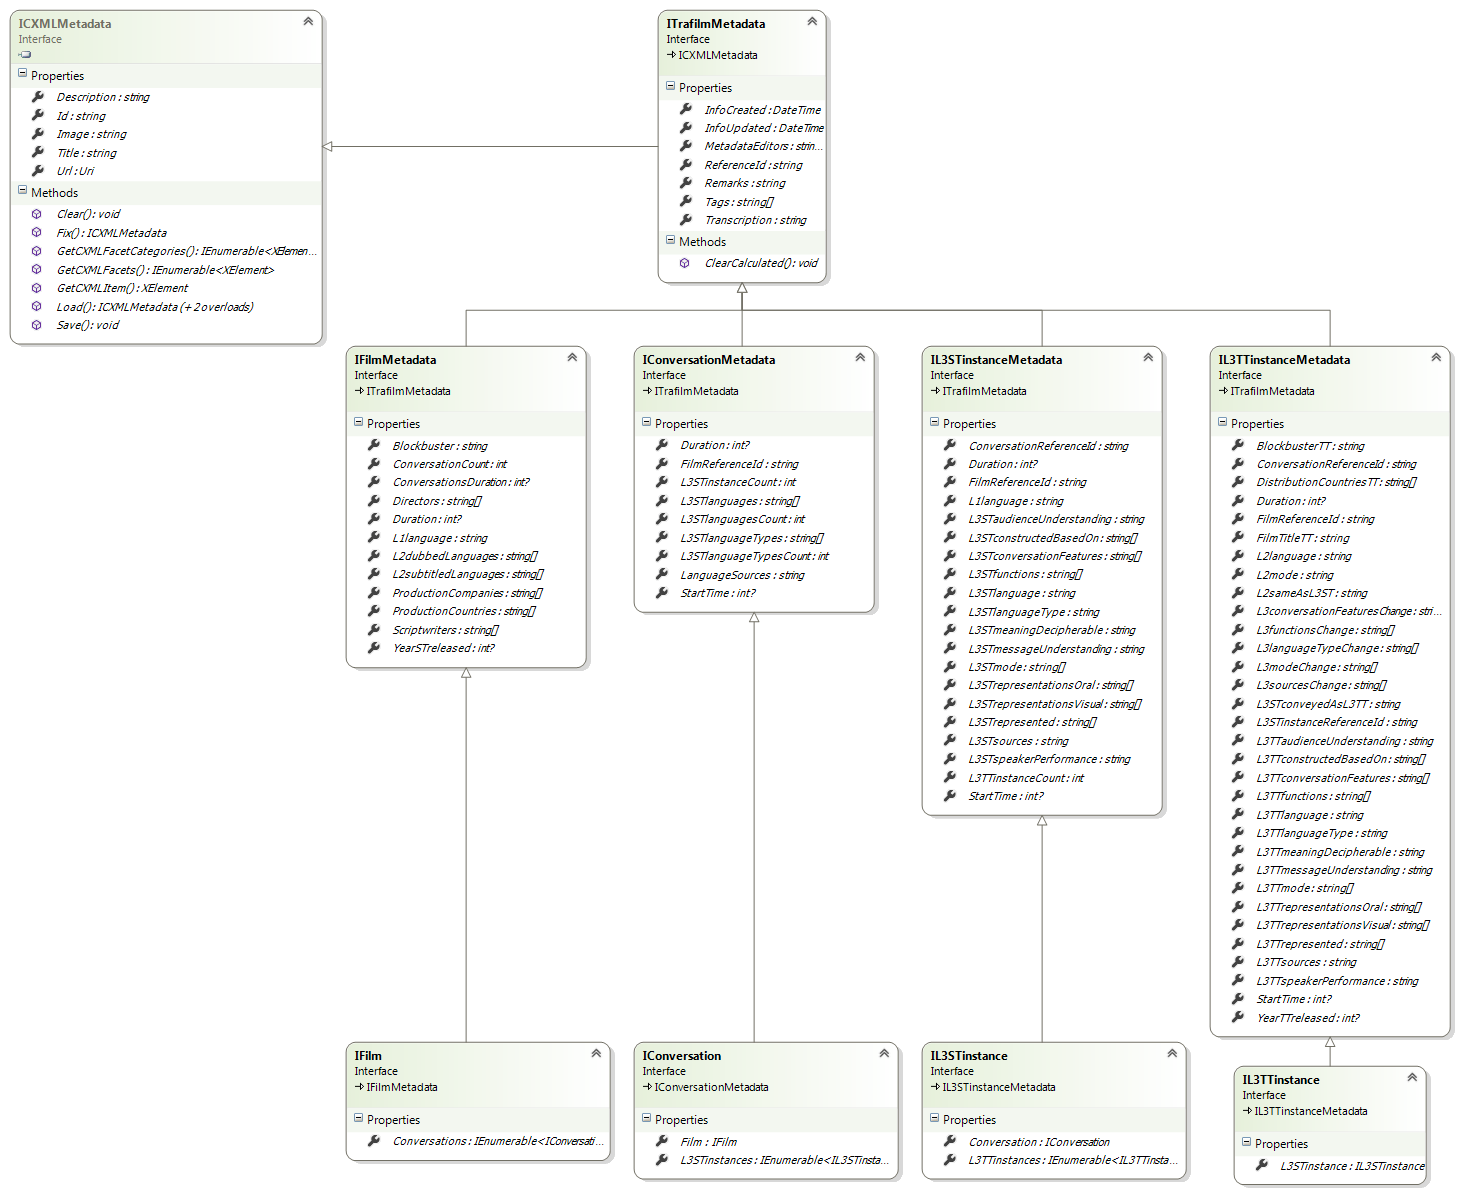 ICXMLMetadata
Interface
Properties
Description : string
Id : string
Image : string
Title : string
Url : Uri
Methods
Clear() : void
Fix() : ICXMLMetadata
GetCXMLFacetCategories() : IEnumerable<XElemen...
GetCXMLFacets() : IEnumerable<XElement>
GetCXMLItem() : XElement
Load() : ICXMLMetadata (+ 2 overloads)
Save() : void
ITrafilmMetadata
Interface
ICXMLMetadata
Properties
InfoCreated : DateTime
InfoUpdated : DateTime
MetadataEditors : strin...
ReferenceId : string
Remarks : string
Tags : string[]
Transcription : string
Methods
ClearCalculated() : void
IFilmMetadata
Interface
ITrafilmMetadata
Properties
Blockbuster : string
ConversationCount : int
ConversationsDuration : int?
Directors : string[]
Duration : int?
L1language : string
L2dubbedLanguages : string[]
L2subtitledLanguages : string[]
ProductionCompanies : string[]
ProductionCountries : string[]
Scriptwriters : string[]
YearSTreleased : int?
IConversationMetadata
Interface
ITrafilmMetadata
Properties
Duration : int?
FilmReferenceId : string
L3STinstanceCount : int
L3STlanguages : string[]
L3STlanguagesCount : int
L3STlanguageTypes : string[]
L3STlanguageTypesCount : int
LanguageSources : string
StartTime : int?
IL3STinstanceMetadata
Interface
ITrafilmMetadata
Properties
ConversationReferenceId : string
Duration : int?
FilmReferenceId : string
L1language : string
L3STaudienceUnderstanding : string
L3STconstructedBasedOn : string[]
L3STconversationFeatures : string[]
L3STfunctions : string[]
L3STlanguage : string
L3STlanguageType : string
L3STmeaningDecipherable : string
L3STmessageUnderstanding : string
L3STmode : string[]
L3STrepresentationsOral : string[]
L3STrepresentationsVisual : string[]
L3STrepresented : string[]
L3STsources : string
L3STspeakerPerformance : string
L3TTinstanceCount : int
StartTime : int?
IL3TTinstanceMetadata
Interface
ITrafilmMetadata
Properties
BlockbusterTT : string
ConversationReferenceId : string
DistributionCountriesTT : string[]
Duration : int?
FilmReferenceId : string
FilmTitleTT : string
L2language : string
L2mode : string
L2sameAsL3ST : string
L3conversationFeaturesChange : stri...
L3functionsChange : string[]
L3languageTypeChange : string[]
L3modeChange : string[]
L3sourcesChange : string[]
L3STconveyedAsL3TT : string
L3STinstanceReferenceId : string
L3TTaudienceUnderstanding : string
L3TTconstructedBasedOn : string[]
L3TTconversationFeatures : string[]
L3TTfunctions : string[]
L3TTlanguage : string
L3TTlanguageType : string
L3TTmeaningDecipherable : string
L3TTmessageUnderstanding : string
L3TTmode : string[]
L3TTrepresentationsOral : string[]
L3TTrepresentationsVisual : string[]
L3TTrepresented : string[]
L3TTsources : string
L3TTspeakerPerformance : string
StartTime : int?
YearTTreleased : int?
IFilm
Interface
IFilmMetadata
Properties
Conversations : IEnumerable<IConversati...
IConversation
Interface
IConversationMetadata
Properties
Film : IFilm
L3STinstances : IEnumerable<IL3STinsta...
IL3STinstance
Interface
IL3STinstanceMetadata
Properties
Conversation : IConversation
L3TTinstances : IEnumerable<IL3TTinsta...
IL3TTinstance
Interface
IL3TTinstanceMetadata
Properties
L3STinstance : IL3STinstance